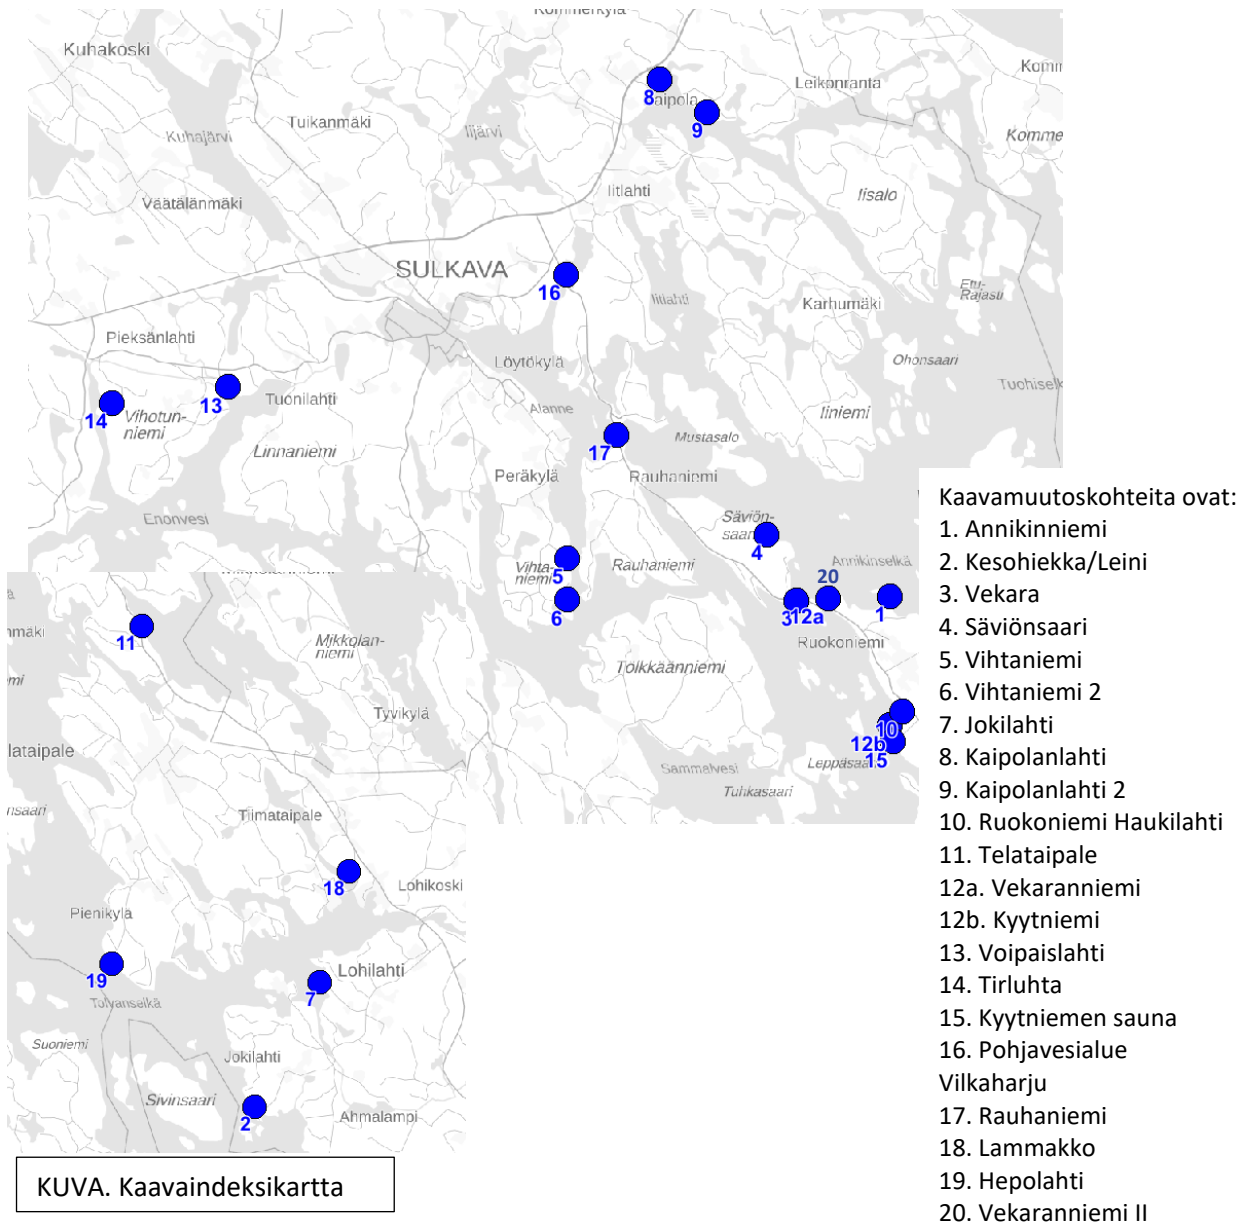 Kuhakoski
Leikonranta
8
aipola
9
Tuikanmäki
Kuhajärvi
Iijärvi
Väätälänmäki
Iitlahti
Iisalo
SULKAVA
16
Iitlahti
Karhumäki
Etu-
Rajasti
Pieksänlahti
Löytökylä
Ohonsaari
14
13
Tuonilahti
Vihotun-
niemi
Alanne
Iiniemi
Linnaniemi
17
Mustasalo
Peräkylä
Rauhaniemi
Enonvesi
Säviön-
saari
4
Annikinselkä
Vihta-
niemi
5
Rauhaniemi
20
6
3
12a
1
Ruokoniemi
Toikkaanniemi
10
12b
15
Sammalvesi
Tuhkasaari
11
Mikkolan-
niemi
Tyvikylä
Tiimataipale
18
Lohikoski
Pienikylä
19
Lohilahti
7
Tolvanselkä
Suoniemi
Jokilahti
Sivinsaari
2
Ahmalampi
KUVA. Kaavaindeksikartta
Kaavamuutoskohteita ovat:
1. Annikinniemi
2. Kesohiekka/Leini
3. Vekara
4. Säviönsaari
5. Vihtaniemi
6. Vihtaniemi 2
7. Jokilahti
8. Kaipolanlahti
9. Kaipolanlahti 2
10. Ruokoniemi Haukilahti
11. Telataipale
12a. Vekaranniemi
12b. Kyytniemi
13. Voipaislahti
14. Tirluhta
15. Kyytniemen sauna
16. Pohjavesialue
Vilkaharju
17. Rauhaniemi
18. Lammakko
19. Hepolahti
20. Vekaranniemi II